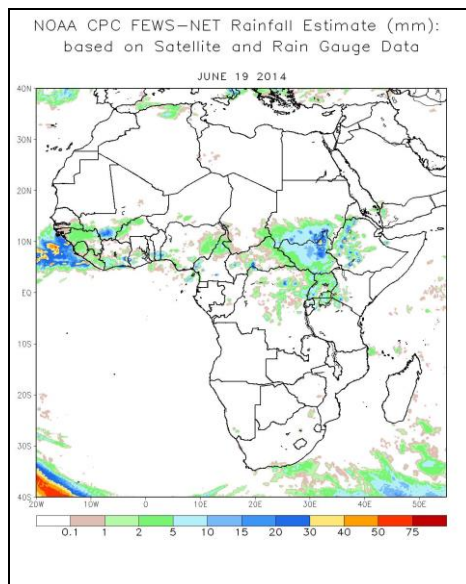 NOAA CPC FEWS-NET Rainfall Estimate (mm):
based on Satellite and Rain Gauge Data
JUNE 19 2014
40N
30N
20N
10N
EQ
10S
20S
30S
40S
20W 10W 0 10E 20E 30E 40E 50E
0.1 1 2 5 10 15 20 30 40 50 75